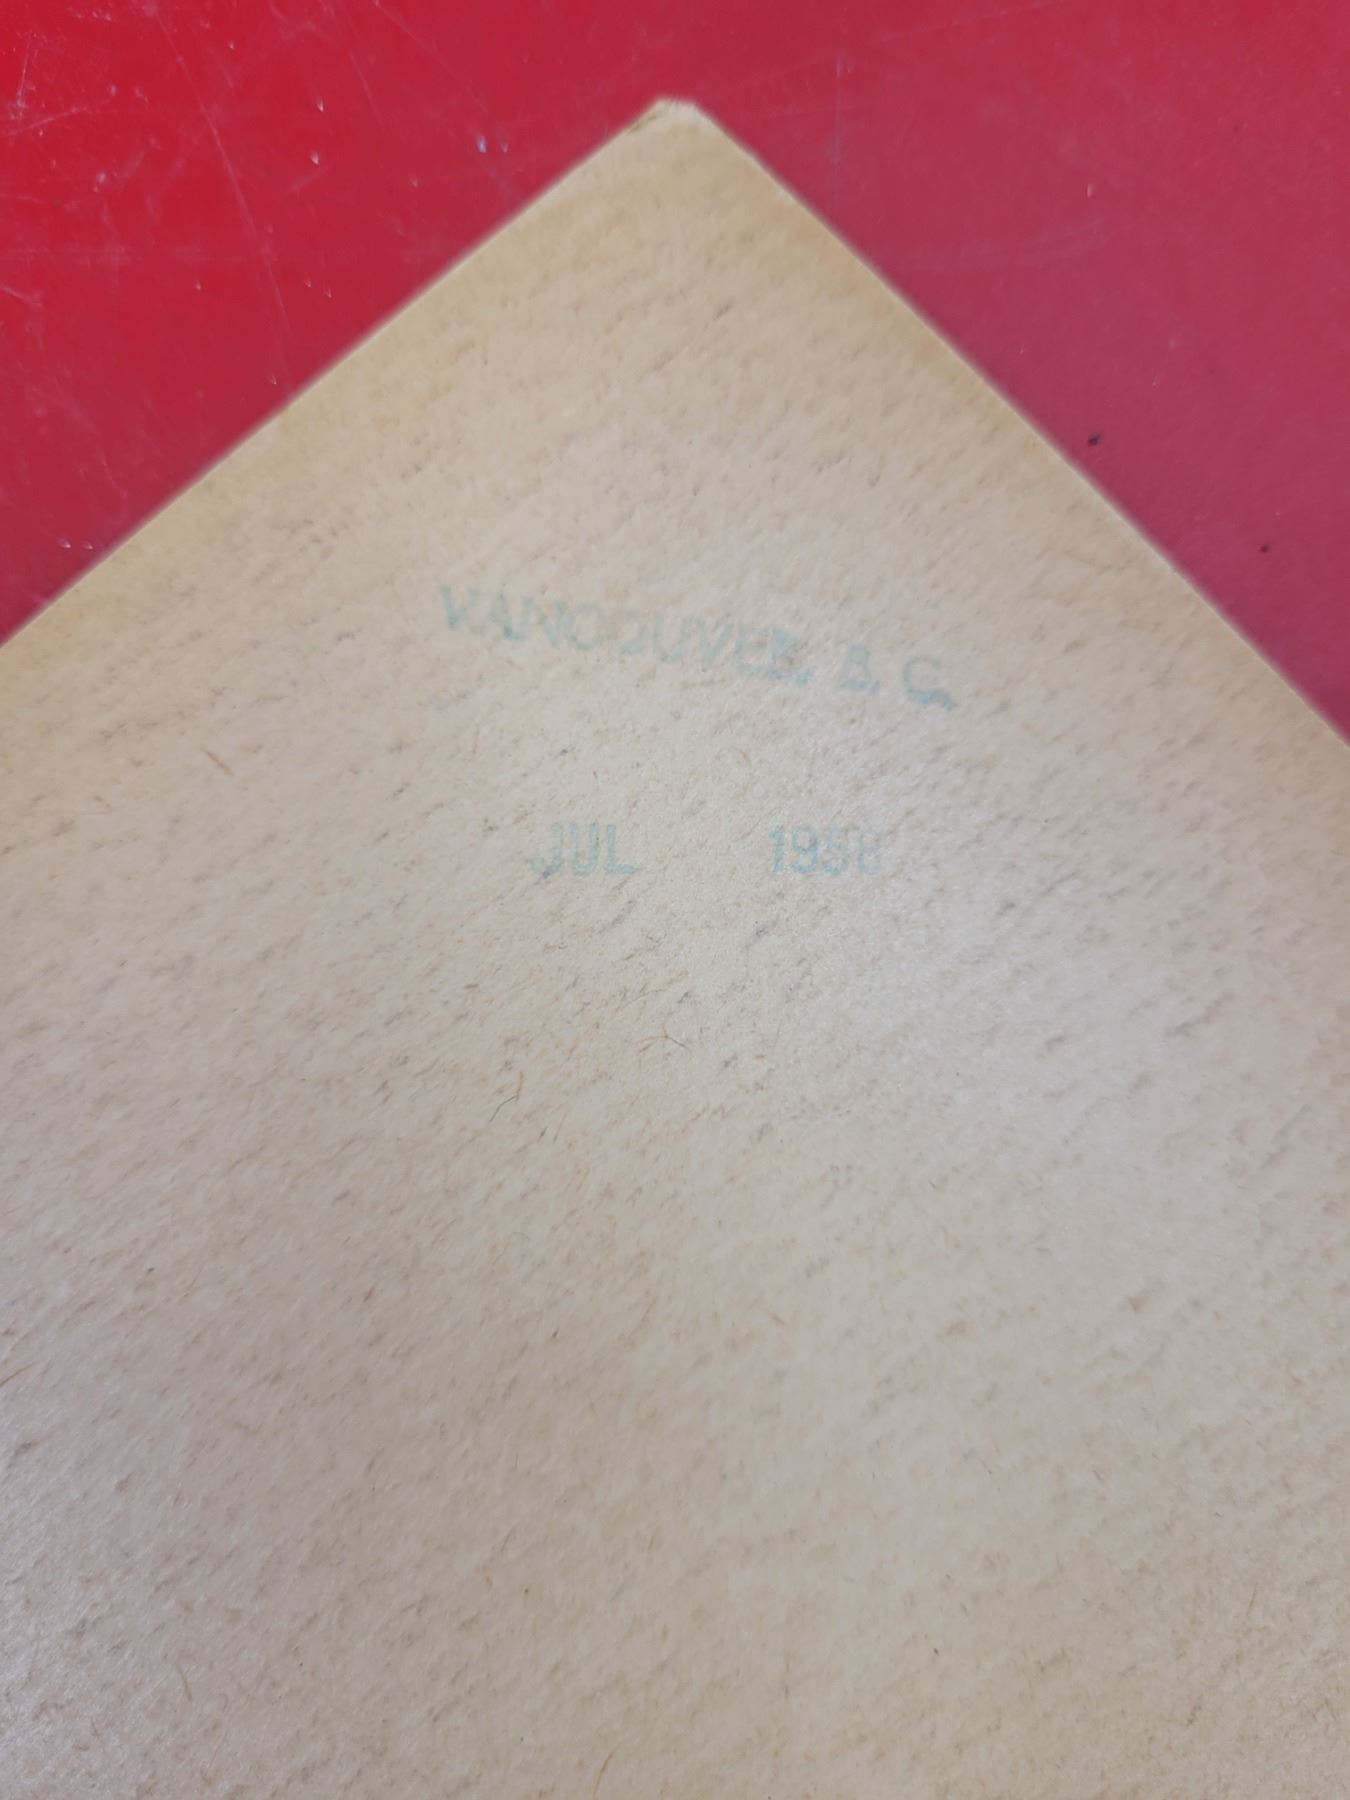 VANCOUVER, B. C.
JUL 1958